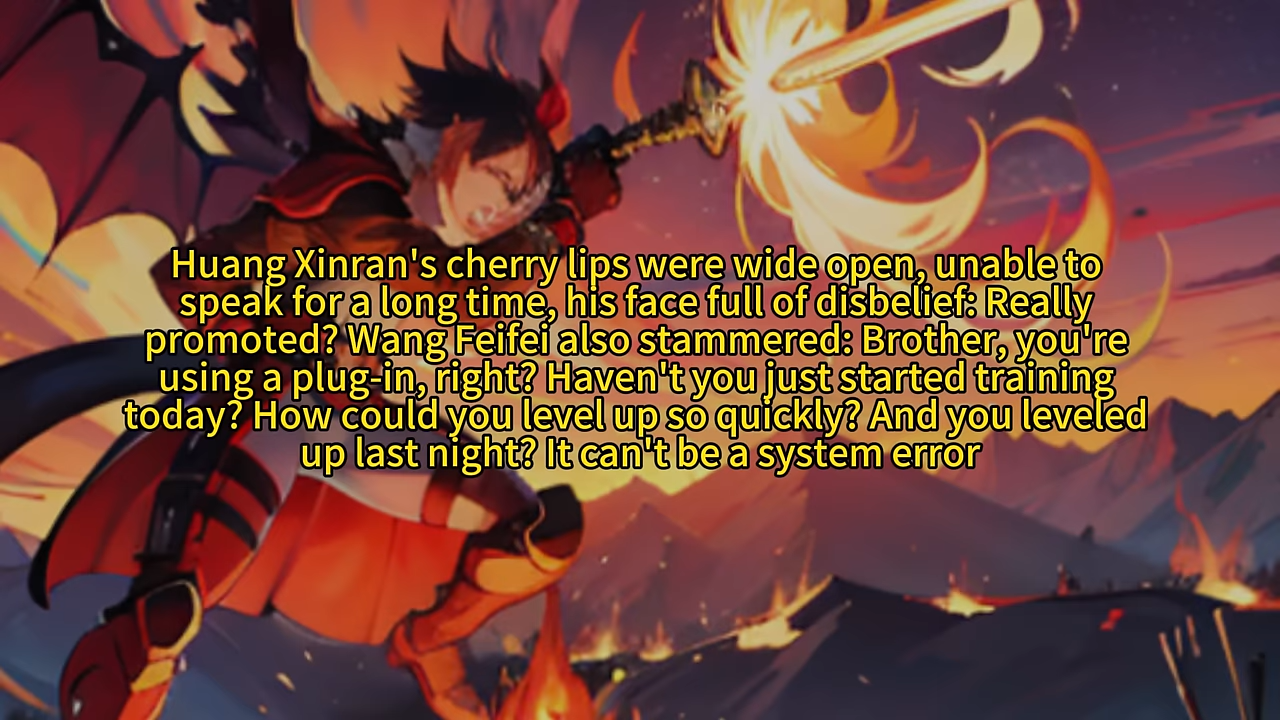 Huang Xinran's cherry lips were wide open, unable to
speak for a long time, his face full of disbelief: Really
promoted? Wang Feifei also stammered: Brother, you're
using a plug-in, right? Haven't you just started training
today? How could you level up so quickly? And you leveled
up last night? It can't be a system error